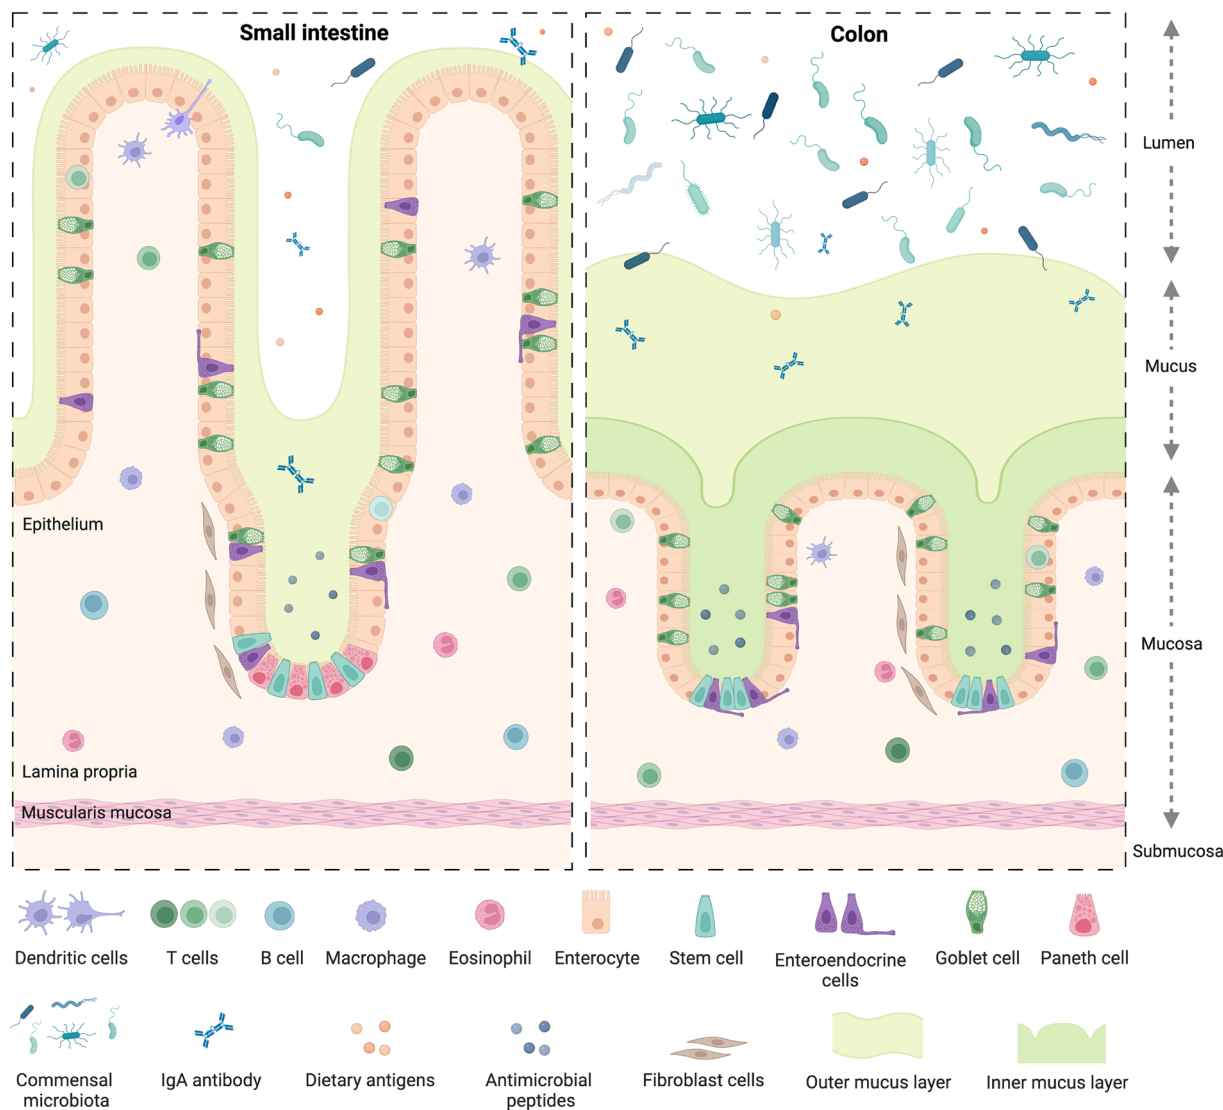 Small intestine
Colon
Lumen
Mucus
Epithelium
Mucosa
Lamina propria
Muscularis mucosa
Submucosa
Dendritic cells
T cells
B cell
Macrophage
Eosinophil
Enterocyte
Stem cell
Enteroendocrine
cells
Goblet cell
Paneth cell
Commensal
microbiota
IgA antibody
Dietary antigens
Antimicrobial
peptides
Fibroblast cells
Outer mucus layer
Inner mucus layer